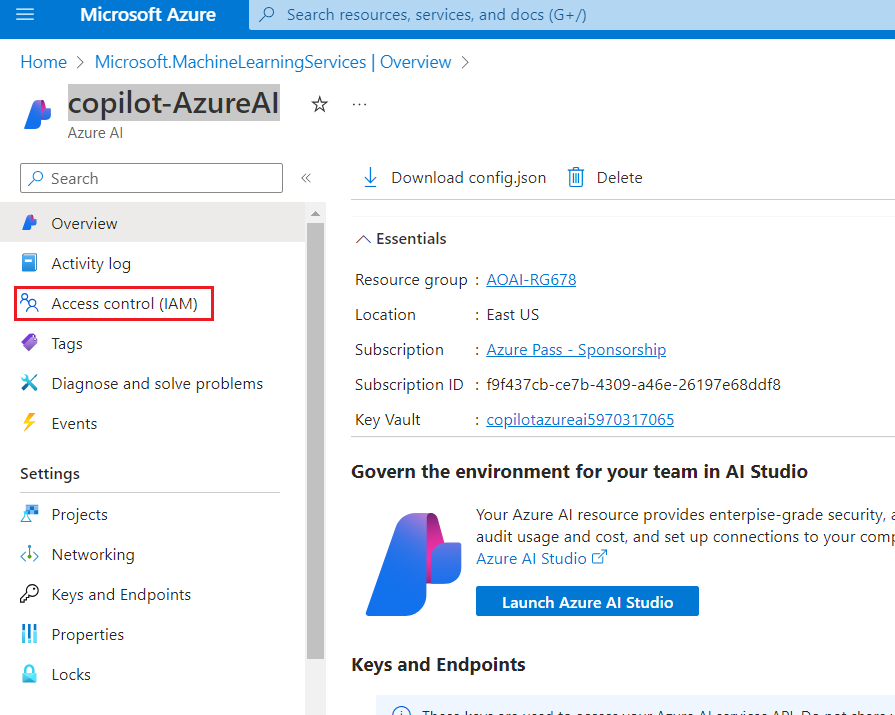 Microsoft Azure
Search resources, services, and docs (G+/)
Home > Microsoft.MachineLearningServices | Overview >
copilot-AzureAI
Azure AI
Search
Overview
Activity log
Access control (IAM)
Tags
Diagnose and solve problems
Events
Settings
Projects
Networking
Keys and Endpoints
Properties
Locks
Download config.json
Delete
Essentials
Resource group : AOAI-RG678
Location : East US
Subscription : Azure Pass - Sponsorship
Subscription ID : f9f437cb-ce7b-4309-a46e-26197e68ddf8
Key Vault : copilotazureai5970317065
Govern the environment for your team in AI Studio
Your Azure AI resource provides enterpise-grade security, a
audit usage and cost, and set up connections to your comp
Azure AI Studio
Launch Azure AI Studio
Keys and Endpoints